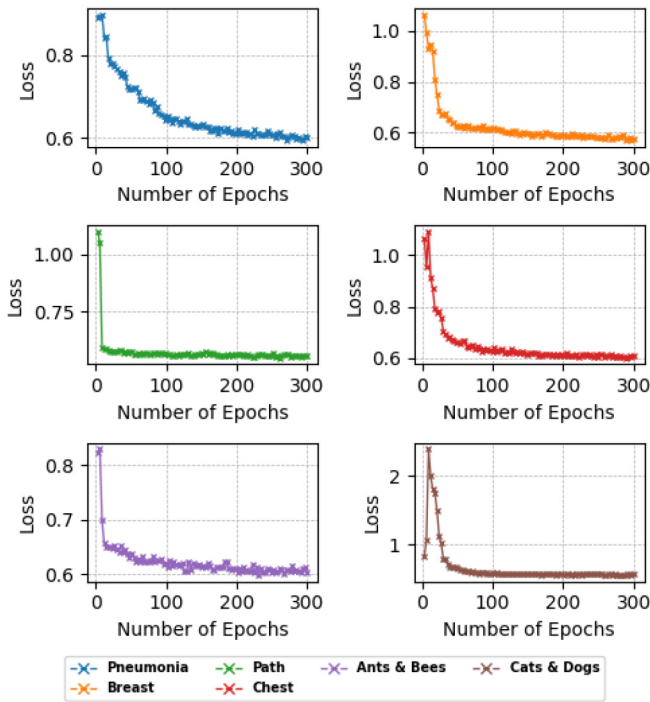 0.8
0.6
Loss
0 100 200 300
Number of Epochs
1.0
0.8
0.6
Loss
0 100 200 300
Number of Epochs
1.00
0.75
Loss
0 100 200 300
Number of Epochs
1.0
0.8
0.6
Loss
0 100 200 300
Number of Epochs
0.8
0.7
0.6
Loss
0 100 200 300
Number of Epochs
2
1
Loss
0 100 200 300
Number of Epochs
Pneumonia Path Ants & Bees Cats & Dogs
Breast Chest